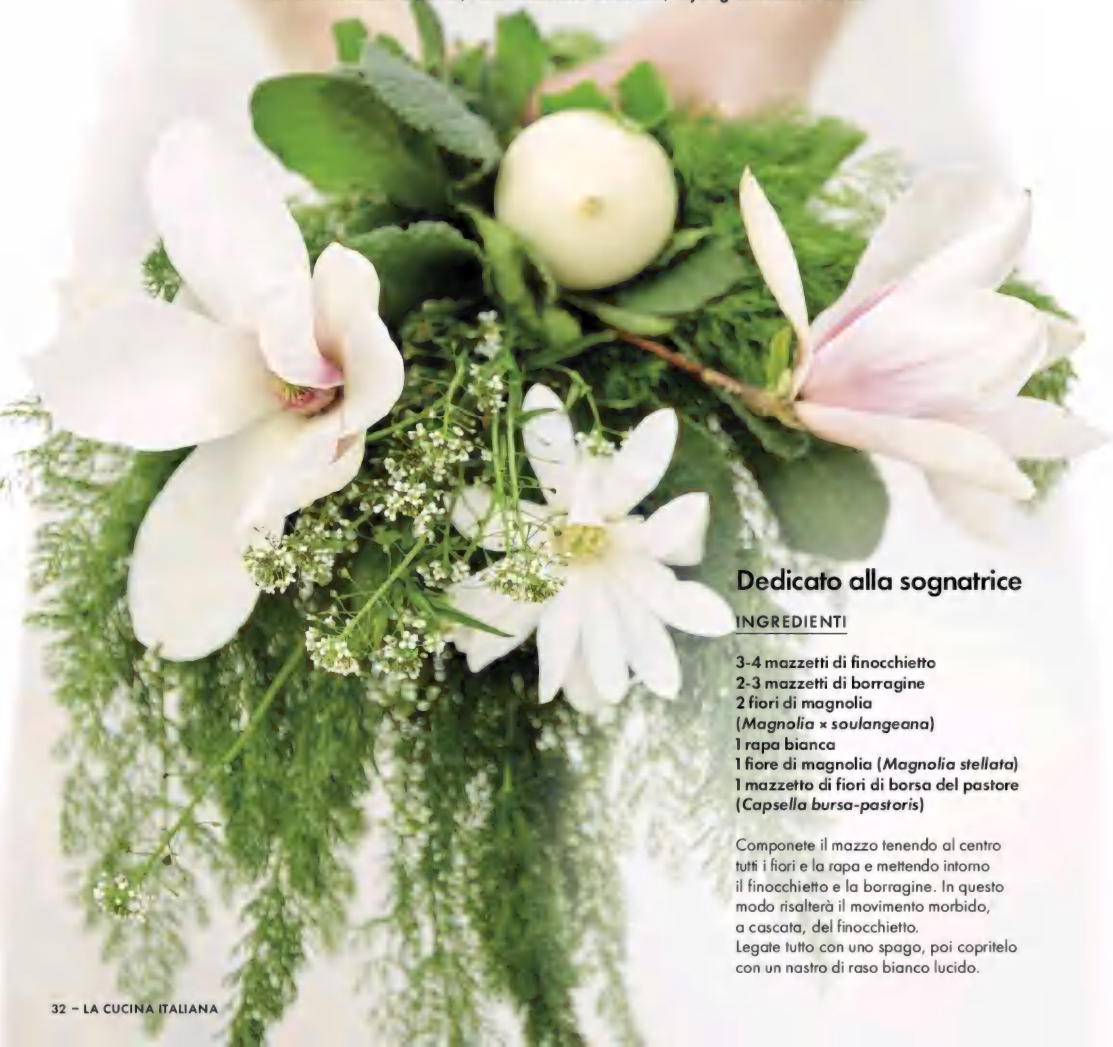 Dedicato alla sognatrice
INGREDIENTI
3-4 mazzetti di finocchietto
2-3 mazzetti di borragine
2 fiori di magnolia
(Magnolia × soulangeana)
1 rapa bianca
1 fiore di magnolia (Magnolia stellata)
1 mazzetto di fiori di borsa del pastore
(Capsella bursa-pastoris)
Componete il mazzo tenendo al centro
tutti i fiori e la rapa e mettendo intorno
il finocchietto e la borragine. In questo
modo risalterà il movimento morbido,
a cascata, del finocchietto.
Legate tutto con uno spago, poi copritelo
con un nastro di raso bianco lucido.
32 – LA CUCINA ITALIANA